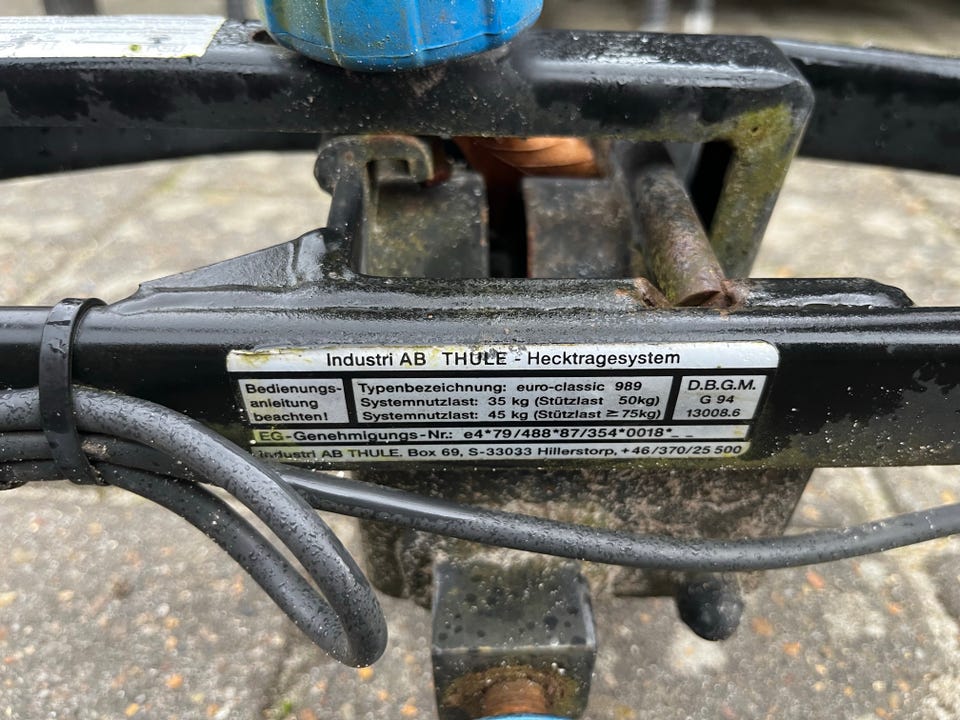 Industri AB THULE - Hecktragesystem
Bedienungs-
anleitung
beachten!
Typenbezeichnung: euro-classic 989
Systemnutzlast: 35 kg (Stützlast 50kg)
Systemnutzlast: 45 kg (Stützlast ≥ 75kg)
D.B.G.M.
G 94
13008.6
EG-Genehmigungs-Nr.: e4*79/488*87/354*0018*_ _
Industri AB THULE, Box 69, S-33033 Hillerstorp, +46/370/25 500